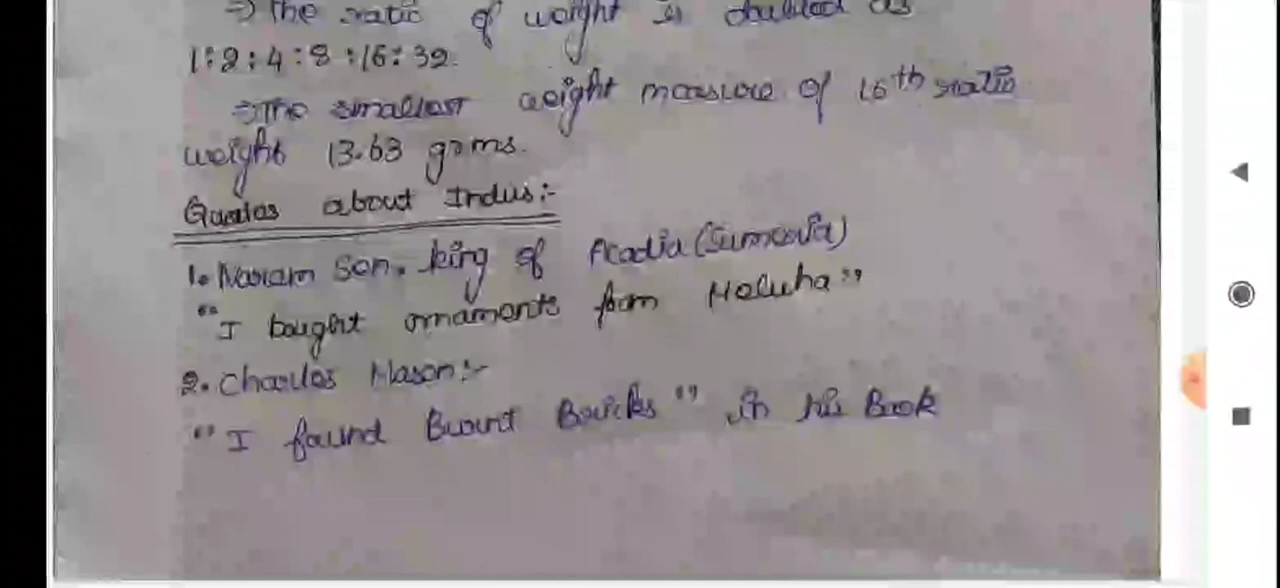 ⇒ The ratio of weight is doubled as
1:2:4:8:16:32.
⇒ The smallest weight measure of 16th ratio
weight 13.63 grms.
Quotes about Indus:-
1. Naram Sen. king of Acadia (Sumeria)
"I bought ornaments from Meluha"
2. Charles Mason:-
"I found Burnt Bricks" in his Book